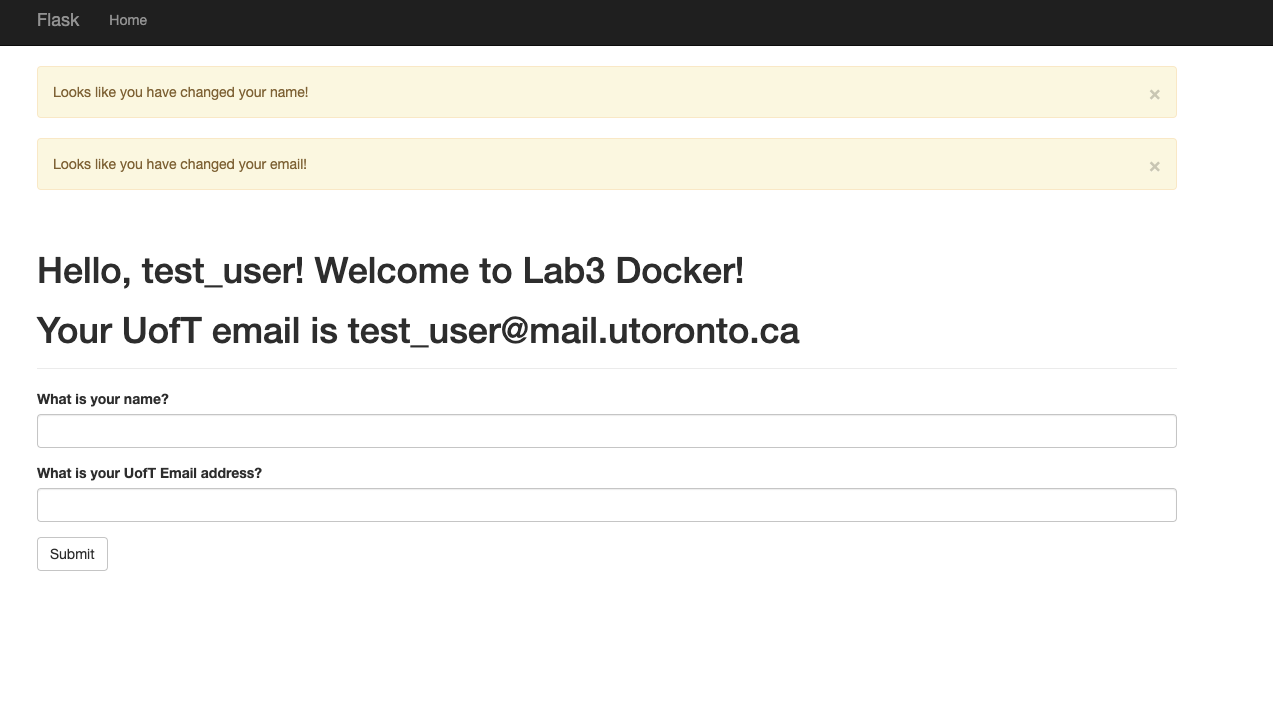 Flask Home
Looks like you have changed your name! ×
Looks like you have changed your email! ×
Hello, test_user! Welcome to Lab3 Docker!
Your UofT email is test_user@mail.utoronto.ca
What is your name?
What is your UofT Email address?
Submit